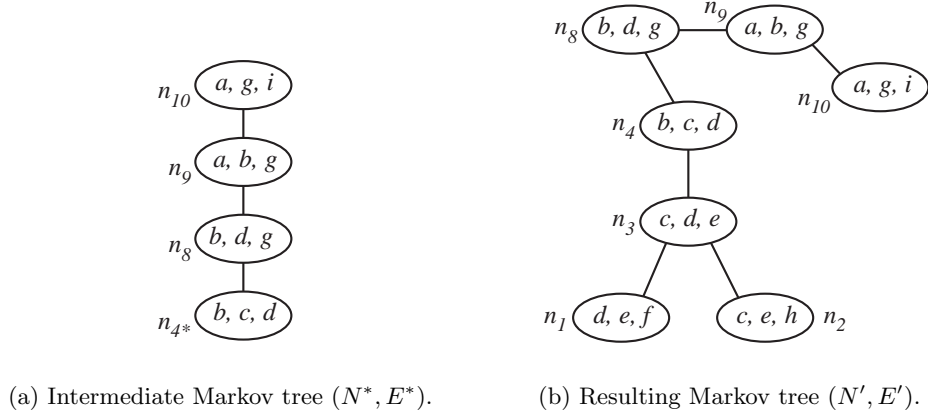 n10 a, g, i
n9 a, b, g
n8 b, d, g
n4* b, c, d
(a) Intermediate Markov tree (N*, E*).
n8 b, d, g n9 a, b, g
n10 a, g, i
n4 b, c, d
n3 c, d, e
n1 d, e, f c, e, h n2
(b) Resulting Markov tree (N′, E′).